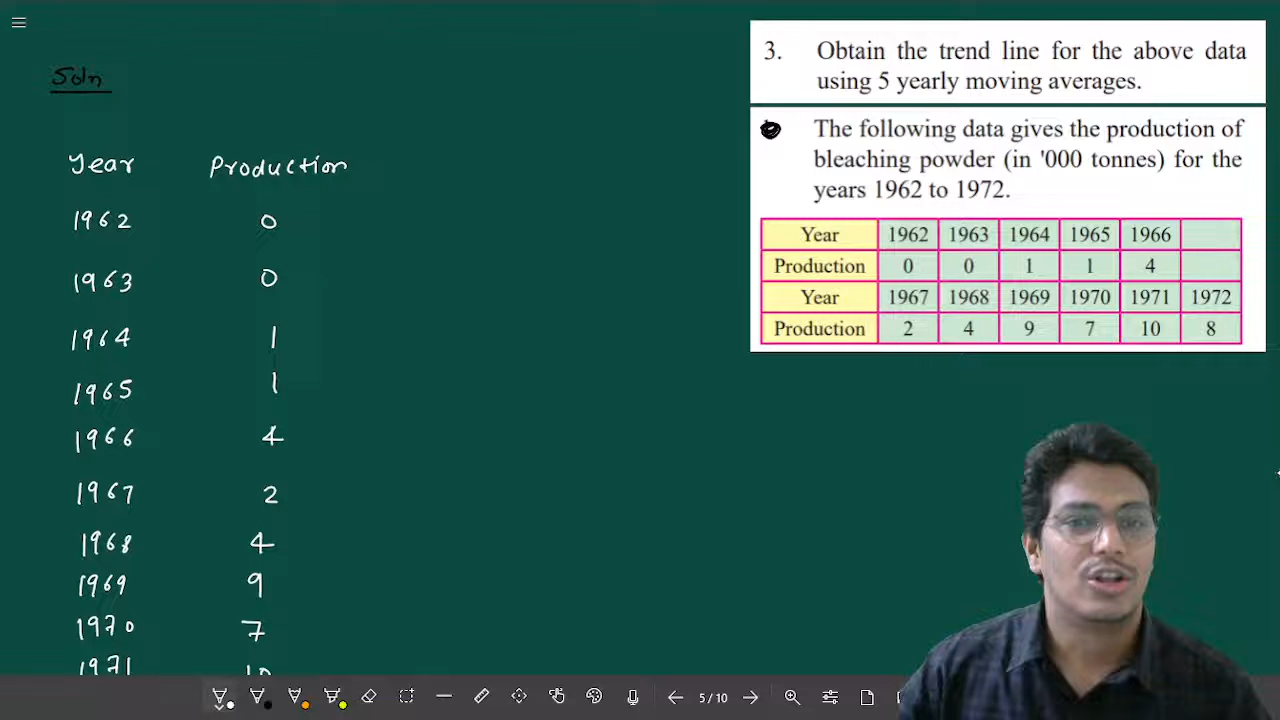 Soln
Year Production
1962 0
1963 0
1964 1
1965 1
1966 4
1967 2
1968 4
1969 9
1970 7
1971 10
3. Obtain the trend line for the above data
using 5 yearly moving averages.
The following data gives the production of
bleaching powder (in '000 tonnes) for the
years 1962 to 1972.
Year 1962 1963 1964 1965 1966
Production 0 0 1 1 4
Year 1967 1968 1969 1970 1971 1972
Production 2 4 9 7 10 8
5/10